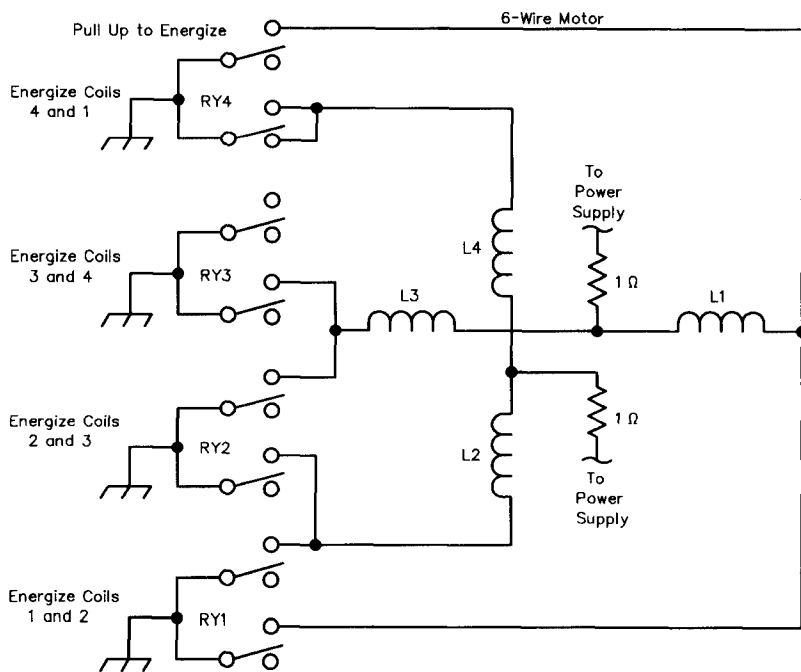 6-Wire Motor
Pull Up to Energize
Energize Coils
4 and 1
RY4
To
Power
Supply
1 Ω
L4
Energize Coils
3 and 4
RY3
L3
L1
Energize Coils
2 and 3
RY2
L2
1 Ω
To
Power
Supply
Energize Coils
1 and 2
RY1